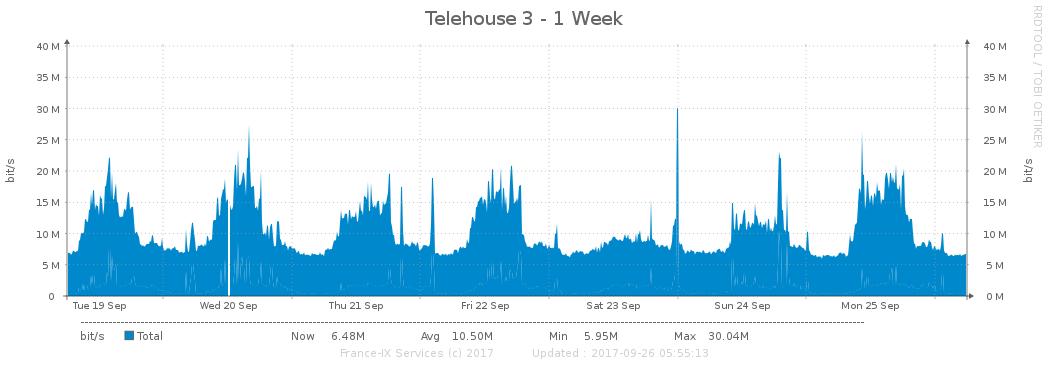 Telehouse 3 - 1 Week
RRDTOOL / TOBI OETIKER
40 M 40 M
35 M 35 M
30 M 30 M
25 M 25 M
20 M 20 M
15 M 15 M
10 M 10 M
5 M 5 M
0 0 M
bit/s bit/s
Tue 19 Sep Wed 20 Sep Thu 21 Sep Fri 22 Sep Sat 23 Sep Sun 24 Sep Mon 25 Sep
bit/s Total Now 6.48M Avg 10.50M Min 5.95M Max 30.04M
France-IX Services (c) 2017 Updated : 2017-09-26 05:55:13